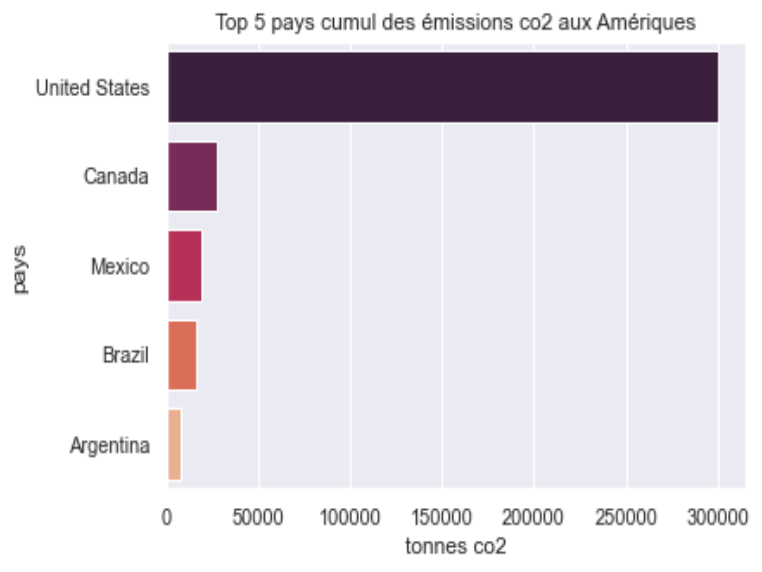 Top 5 pays cumul des émissions co2 aux Amériques
United States
Canada
Mexico
Brazil
Argentina
pays
0 50000 100000 150000 200000 250000 300000
tonnes co2